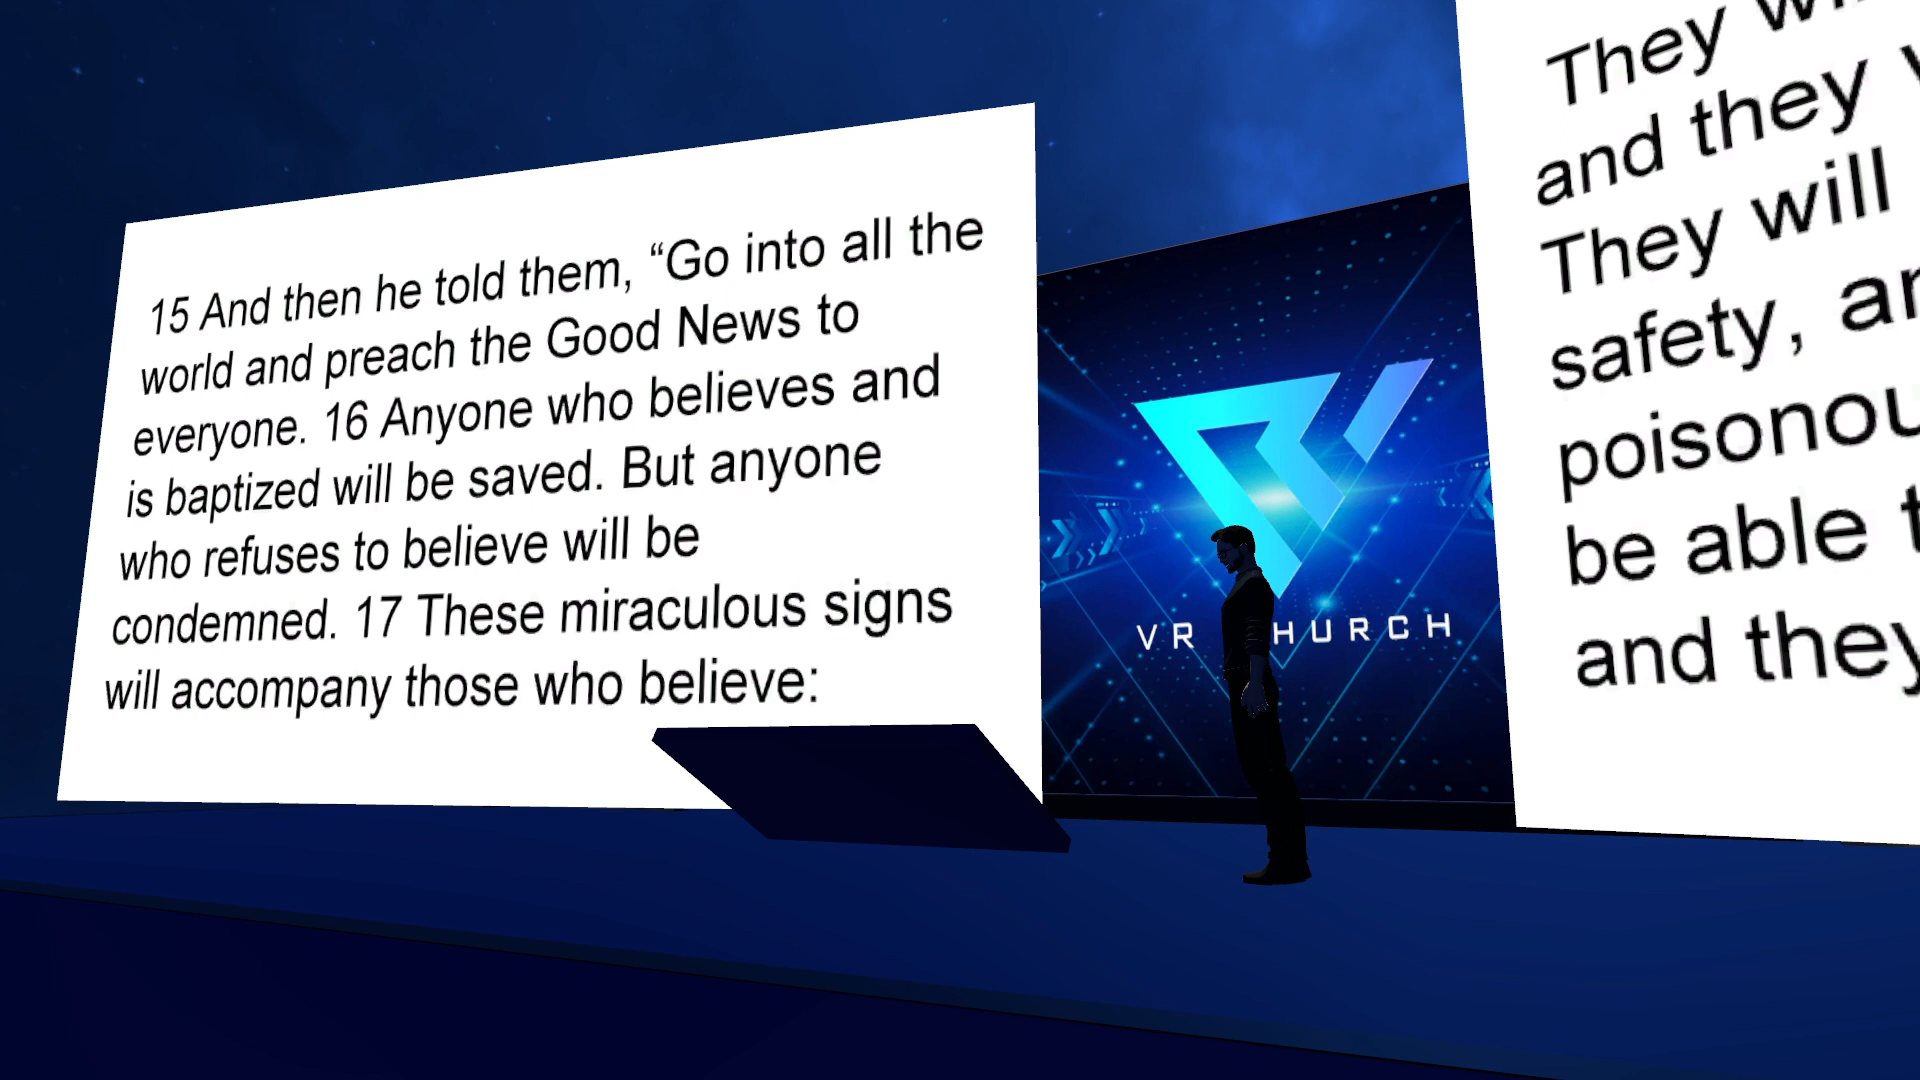 15 And then he told them, “Go into all the
world and preach the Good News to
everyone. 16 Anyone who believes and
is baptized will be saved. But anyone
who refuses to believe will be
condemned. 17 These miraculous signs
will accompany those who believe:
VR HURCH
They
and they
They will
safety,
be able
and they